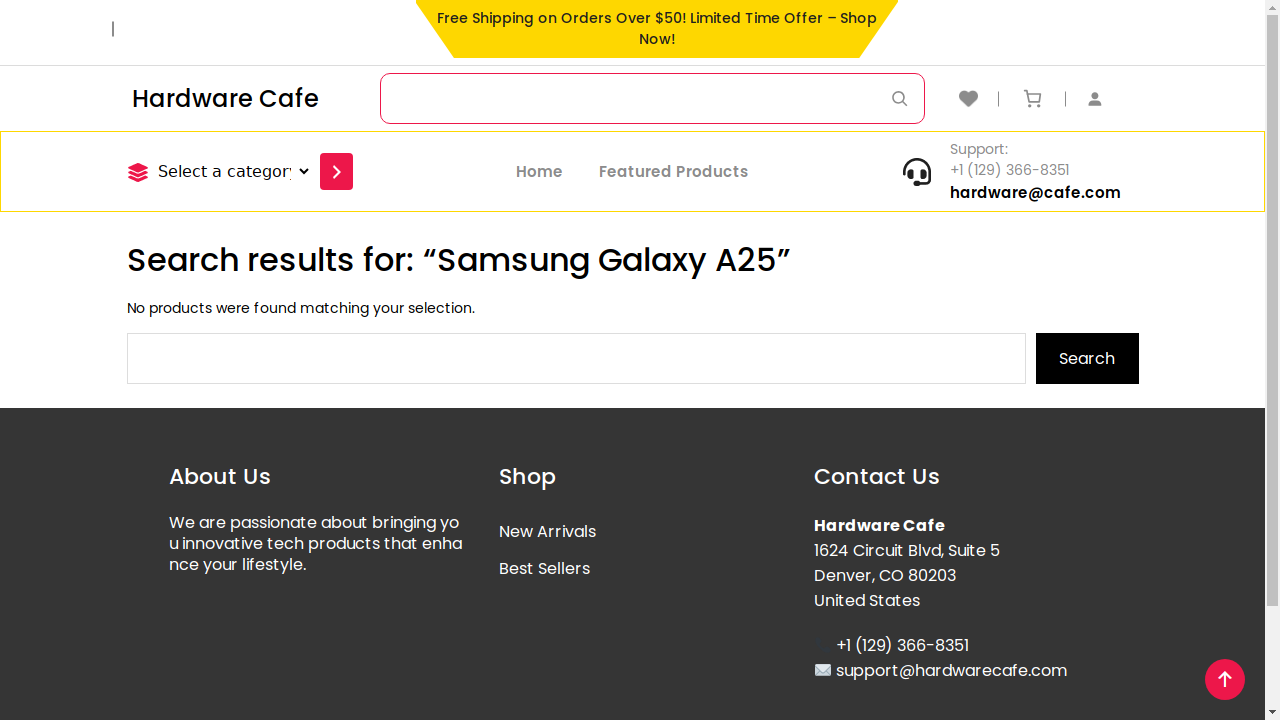 Free Shipping on Orders Over $50! Limited Time Offer – Shop
Now!
Hardware Cafe
Select a category
Home
Featured Products
Support:
+1 (129) 366-8351
hardware@cafe.com
Search results for: “Samsung Galaxy A25”
No products were found matching your selection.
Search
About Us
We are passionate about bringing yo
u innovative tech products that enha
nce your lifestyle.
Shop
New Arrivals
Best Sellers
Contact Us
Hardware Cafe
1624 Circuit Blvd, Suite 5
Denver, CO 80203
United States
+1 (129) 366-8351
support@hardwarecafe.com